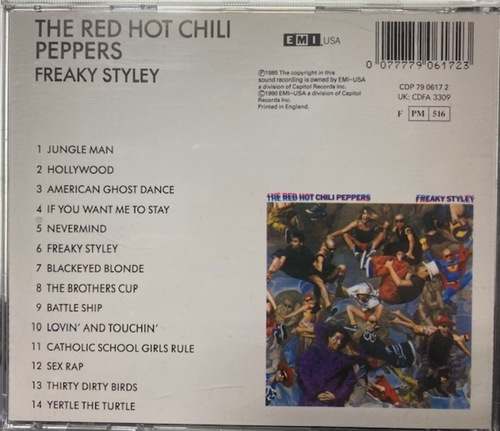 THE RED HOT CHILI
PEPPERS
FREAKY STYLEY
EMI USA
℗1985 The copyright in this
sound recording is owned by EMI-USA
a division of Capitol Records Inc.
©1990 EMI-USA a division of Capitol
Records Inc.
Printed in England.
0 077779 061723
CDP 79 0617 2
UK: CDFA 3309
F PM 516
1 JUNGLE MAN
2 HOLLYWOOD
3 AMERICAN GHOST DANCE
4 IF YOU WANT ME TO STAY
5 NEVERMIND
6 FREAKY STYLEY
7 BLACKEYED BLONDE
8 THE BROTHERS CUP
9 BATTLE SHIP
10 LOVIN' AND TOUCHIN'
11 CATHOLIC SCHOOL GIRLS RULE
12 SEX RAP
13 THIRTY DIRTY BIRDS
14 YERTLE THE TURTLE
THE RED HOT CHILI PEPPERS FREAKY STYLEY